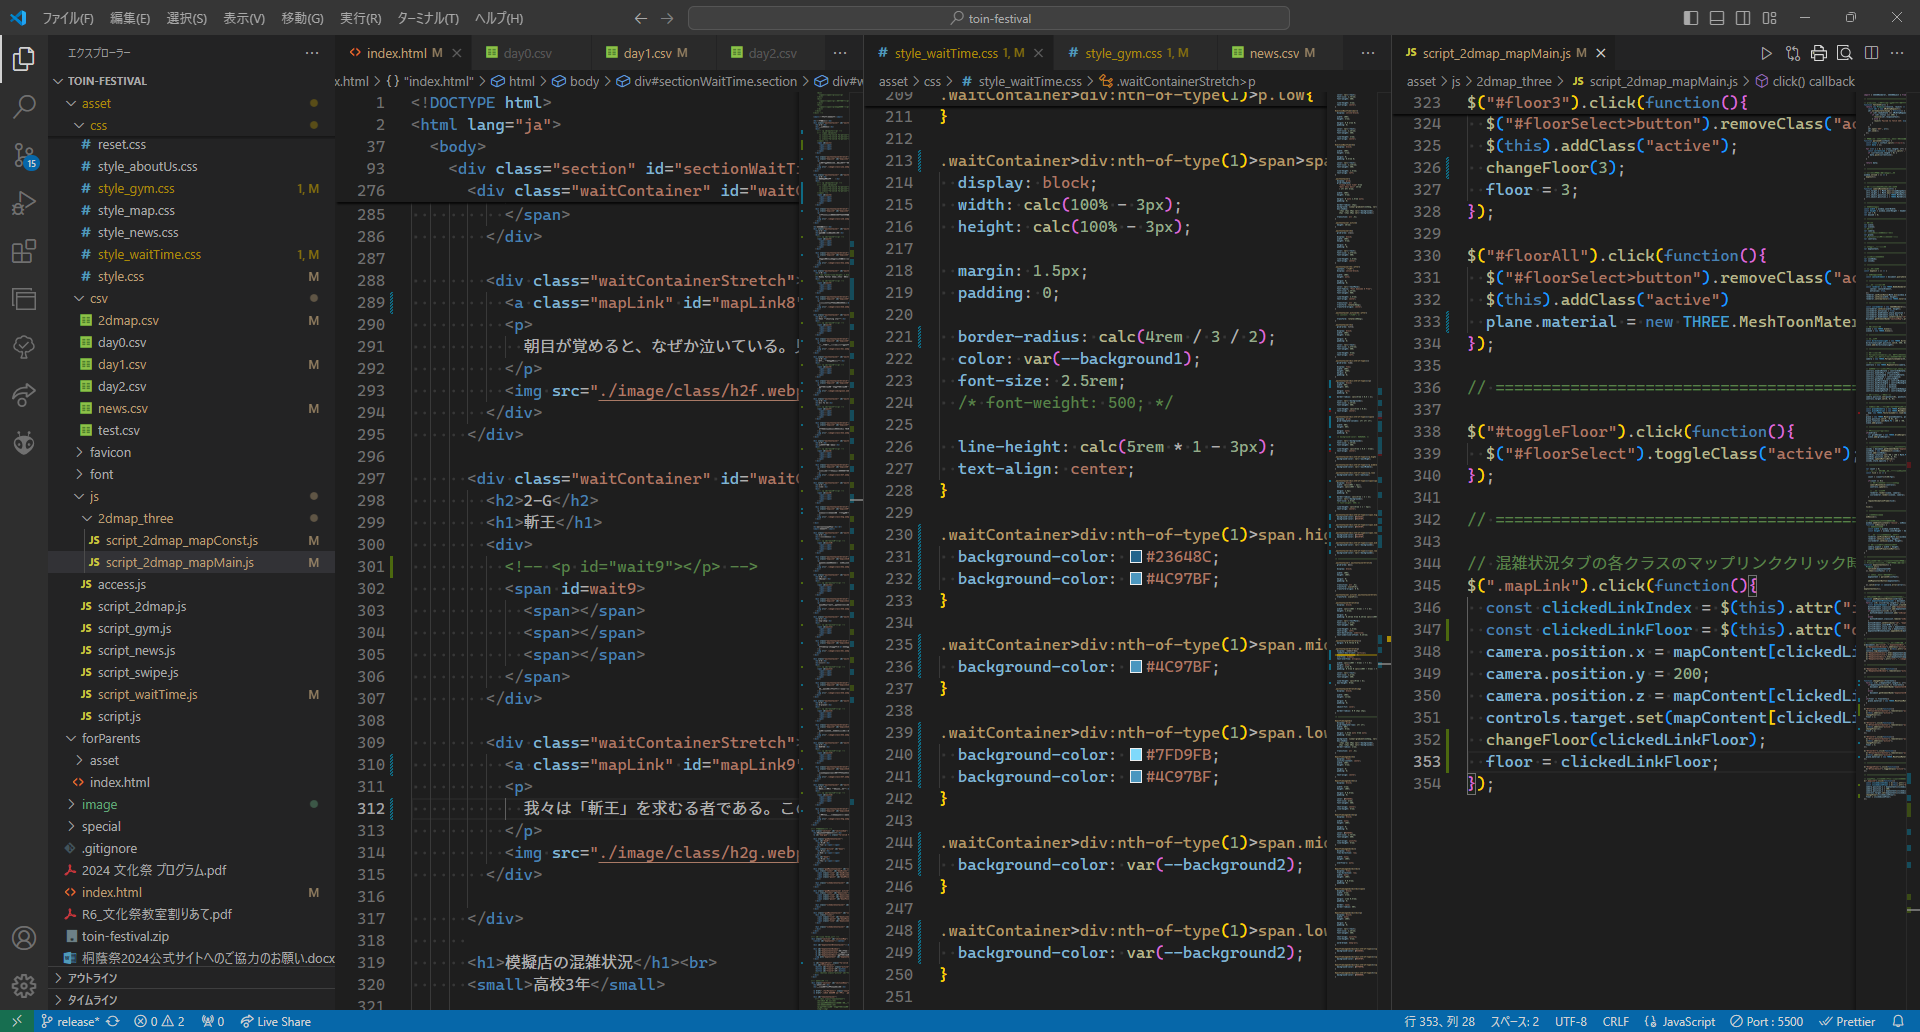 ファイル(F) 編集(E) 選択(S) 表示(V) 移動(G) 実行(R) ターミナル(T) ヘルプ(H)
toin-festival
エクスプローラー
TOIN-FESTIVAL
asset
css
reset.css
style_aboutUs.css
style_gym.css 1, M
style_map.css
style_news.css
style_waitTime.css 1, M
style.css M
csv
2dmap.csv M
day0.csv
day1.csv M
day2.csv
news.csv M
test.csv
favicon
font
js
2dmap_three
script_2dmap_mapConst.js M
script_2dmap_mapMain.js M
access.js
script_2dmap.js
script_gym.js
script_news.js
script_swipe.js
script_waitTime.js M
script.js
forParents
asset
index.html
image
special
.gitignore
2024 文化祭 プログラム.pdf
index.html M
R6_文化祭教室割りあて.pdf
toin-festival.zip
桐蔭祭2024公式サイトへのご協力のお願い.docx
アウトライン
タイムライン
15
index.html M
day0.csv
day1.csv M
day2.csv
x.html > {} "index.html" > html > body > div#sectionWaitTime.section > div#w
1 <!DOCTYPE html>
2 <html lang="ja">
37 <body>
93 <div class="section" id="sectionWaitTi
276 <div class="waitContainer" id="wait
285 </span>
286 </div>
287
288 <div class="waitContainerStretch"
289 <a class="mapLink" id="mapLink8
290 <p>
291 朝目が覚めると、なぜか泣いている。
292 </p>
293 <img src="./image/class/h2f.webp
294 </div>
295 </div>
296
297 <div class="waitContainer" id="wait
298 <h2>2-G</h2>
299 <h1>斬王</h1>
300 <div>
301 <!-- <p id="wait9"></p> -->
302 <span id=wait9>
303 <span></span>
304 <span></span>
305 <span></span>
306 </span>
307 </div>
308
309 <div class="waitContainerStretch"
310 <a class="mapLink" id="mapLink9"
311 <p>
312 我々は「斬王」を求むる者である。この
313 </p>
314 <img src="./image/class/h2g.webp
315 </div>
316
317 </div>
318
319 <h1>模擬店の混雑状況</h1><br>
320 <small>高校3年</small>
321
style_waitTime.css 1, M
style_gym.css 1, M
news.csv M
asset > css > style_waitTime.css > .waitContainerStretch>p
209 .waitContainer>div:nth-of-type(1)>p.low{
211 }
212
213 .waitContainer>div:nth-of-type(1)>span>spa
214 display: block;
215 width: calc(100% - 3px);
216 height: calc(100% - 3px);
217
218 margin: 1.5px;
219 padding: 0;
220
221 border-radius: calc(4rem / 3 / 2);
222 color: var(--background1);
223 font-size: 2.5rem;
224 /* font-weight: 500; */
225
226 line-height: calc(5rem * 1 - 3px);
227 text-align: center;
228 }
229
230 .waitContainer>div:nth-of-type(1)>span.hig
231 background-color: #23648C;
232 background-color: #4C97BF;
233 }
234
235 .waitContainer>div:nth-of-type(1)>span.mid
236 background-color: #4C97BF;
237 }
238
239 .waitContainer>div:nth-of-type(1)>span.low
240 background-color: #7FD9FB;
241 background-color: #4C97BF;
242 }
243
244 .waitContainer>div:nth-of-type(1)>span.mid
245 background-color: var(--background2);
246 }
247
248 .waitContainer>div:nth-of-type(1)>span.low
249 background-color: var(--background2);
250 }
251
script_2dmap_mapMain.js M
asset > js > 2dmap_three > script_2dmap_mapMain.js > click() callback
323 $("#floor3").click(function(){
324 $("#floorSelect>button").removeClass("ac
325 $(this).addClass("active");
326 changeFloor(3);
327 floor = 3;
328 });
329
330 $("#floorAll").click(function(){
331 $("#floorSelect>button").removeClass("ac
332 $(this).addClass("active")
333 plane.material = new THREE.MeshToonMater
334 });
335
336 // ======================================
337
338 $("#toggleFloor").click(function(){
339 $("#floorSelect").toggleClass("active");
340 });
341
342 // ======================================
343
344 // 混雑状況タブの各クラスのマップリンククリック時
345 $(".mapLink").click(function(){
346 const clickedLinkIndex = $(this).attr("i
347 const clickedLinkFloor = $(this).attr("c
348 camera.position.x = mapContent[clickedLi
349 camera.position.y = 200;
350 camera.position.z = mapContent[clickedLi
351 controls.target.set(mapContent[clickedLi
352 changeFloor(clickedLinkFloor);
353 floor = clickedLinkFloor;
354 });
release* 0 2 0 Live Share
行 353、列 28 スペース: 2 UTF-8 CRLF {} JavaScript Port : 5500 Prettier